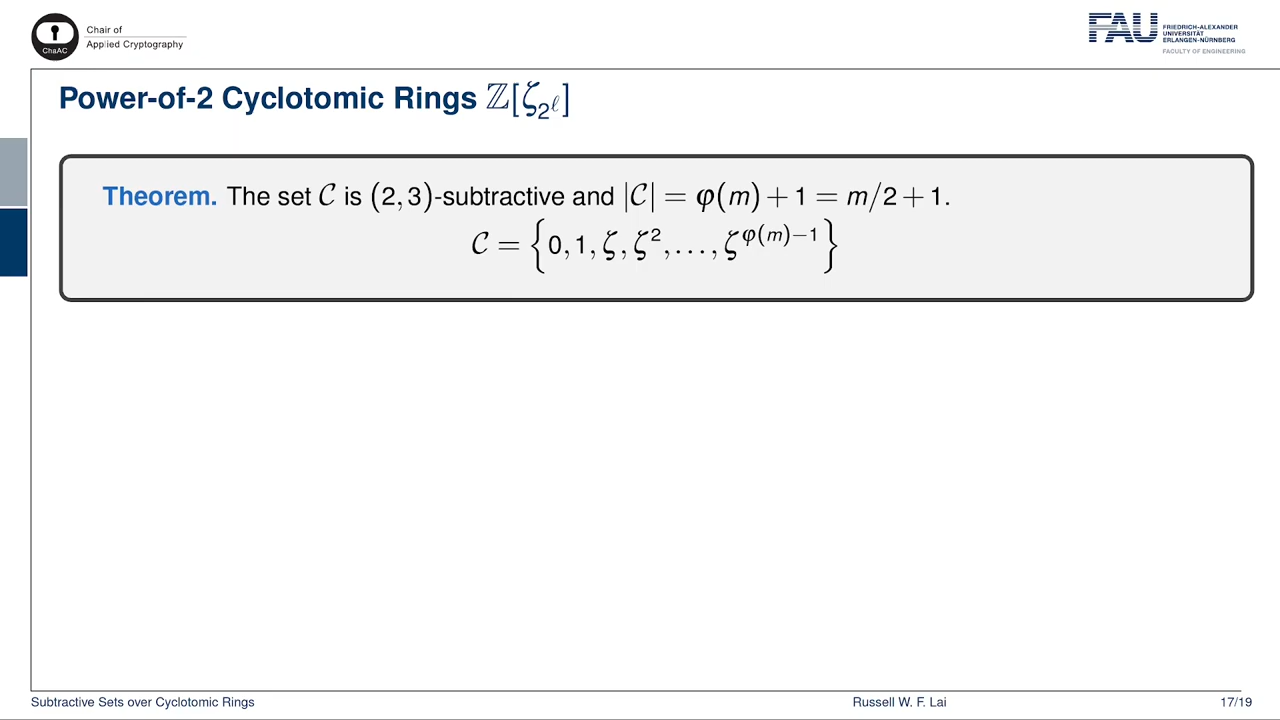 ChaAC
Chair of
Applied Cryptography
FAU
FRIEDRICH-ALEXANDER
UNIVERSITÄT
ERLANGEN-NÜRNBERG
FACULTY OF ENGINEERING
Power-of-2 Cyclotomic Rings ℤ[ζ_{2^ℓ}]
Theorem. The set 𝒞 is (2,3)-subtractive and |𝒞| = φ(m)+1 = m/2+1.
𝒞 = {0, 1, ζ, ζ², …, ζ^{φ(m)−1}}
Subtractive Sets over Cyclotomic Rings
Russell W. F. Lai
17/19